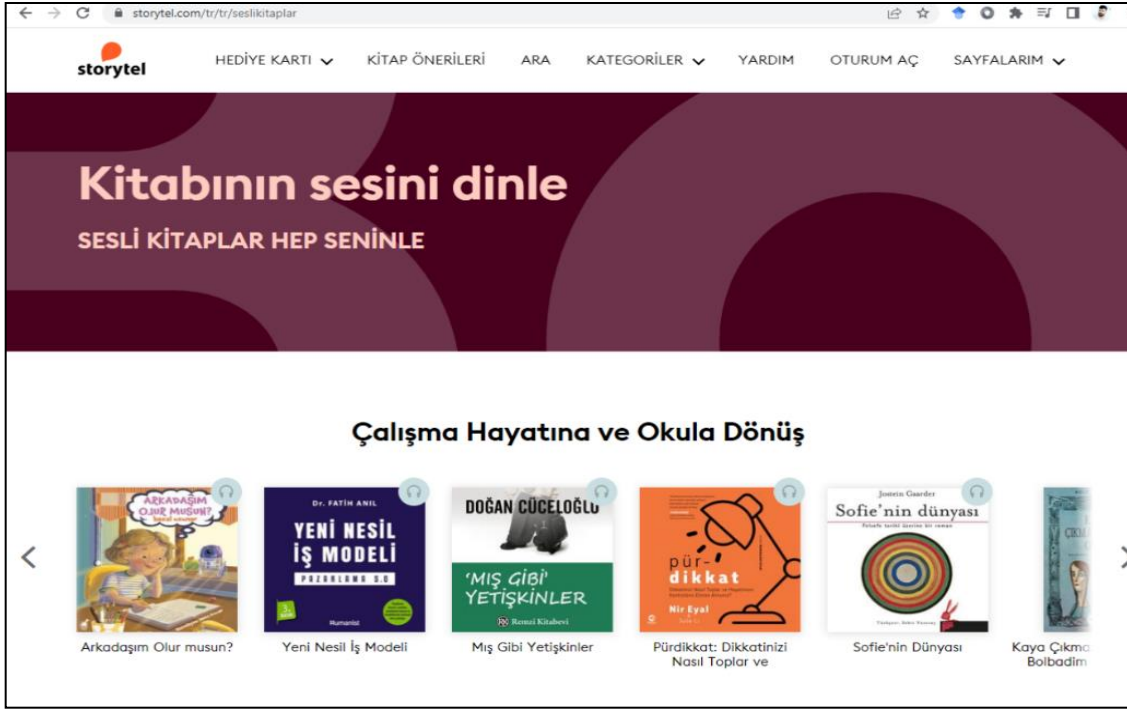 storytel.com/tr/tr/seslikitaplar
storytel
HEDİYE KARTI KİTAP ÖNERİLERİ ARA KATEGORİLER YARDIM OTURUM AÇ SAYFALARIM
Kitabının sesini dinle
SESLİ KİTAPLAR HEP SENİNLE
Çalışma Hayatına ve Okula Dönüş
ARKADAŞIM
OLUR MUSUN?
Dr. FATİH ANIL
YENİ NESİL
İŞ MODELİ
PAZARLAMA 5.0
Humanist
DOĞAN CÜCELOĞLU
'MIŞ GİBİ'
YETİŞKİNLER
Remzi Kitabevi
pür-
dikkat
Nir Eyal
Jostein Gaarder
Sofie'nin dünyası
Felsefe tarihi üzerine bir roman
Arkadaşım Olur musun?
Yeni Nesil İş Modeli
Mış Gibi Yetişkinler
Pürdikkat: Dikkatinizi
Nasıl Toplar ve
Sofie'nin Dünyası
Kaya Çıkma
Bolbadim